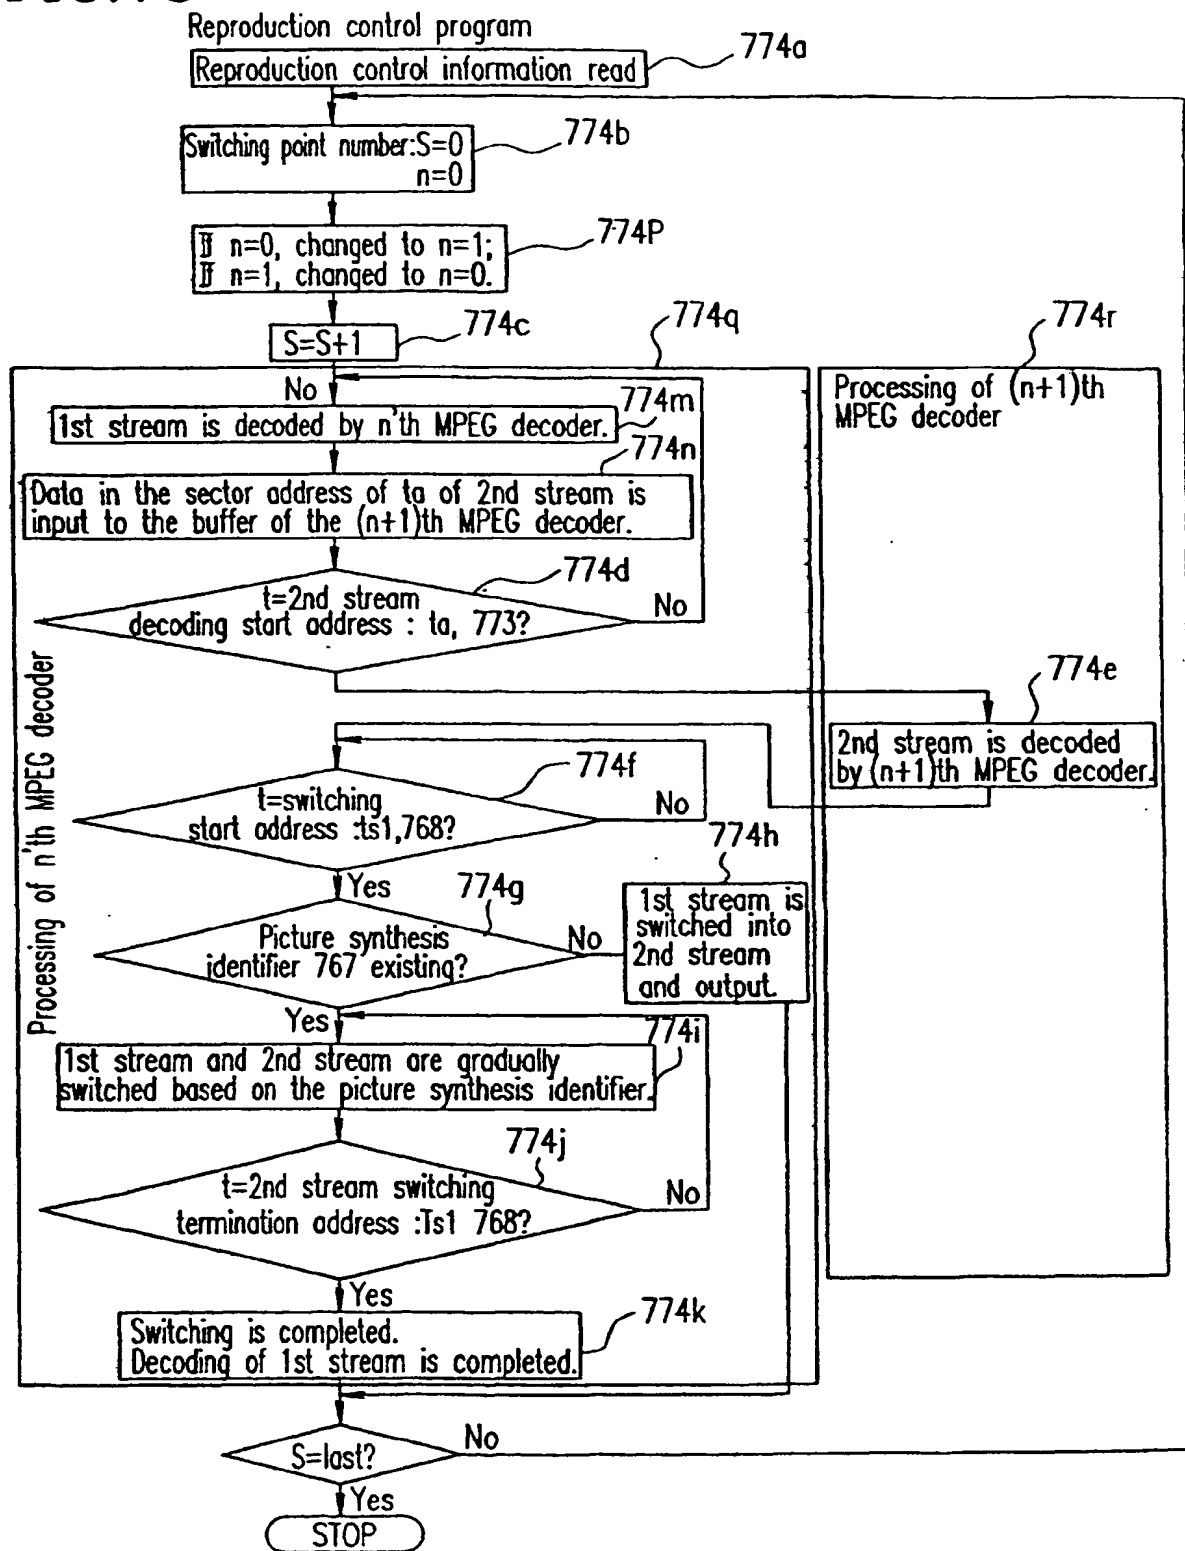 Reproduction control program
Reproduction control information read
774a
Switching point number:S=0
n=0
774b
If n=0, changed to n=1;
If n=1, changed to n=0.
774P
S=S+1
774c
774q
774r
Processing of n'th MPEG decoder
Processing of (n+1)th
MPEG decoder
No
774m
1st stream is decoded by n'th MPEG decoder.
774n
Data in the sector address of ta of 2nd stream is
input to the buffer of the (n+1)th MPEG decoder.
774d
t=2nd stream
decoding start address : ta, 773?
No
774e
2nd stream is decoded
by (n+1)th MPEG decoder.
774f
t=switching
start address :ts1,768?
No
Yes
774g
Picture synthesis
identifier 767 existing?
No
774h
1st stream is
switched into
2nd stream
and output.
Yes
774i
1st stream and 2nd stream are gradually
switched based on the picture synthesis identifier.
774j
t=2nd stream switching
termination address :Ts1 768?
No
Yes
774k
Switching is completed.
Decoding of 1st stream is completed.
S=last?
No
Yes
STOP